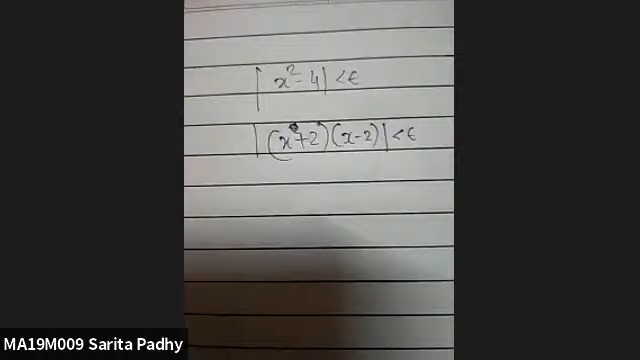 |x² - 4| < ϵ
|(x+2)(x-2)| < ϵ
MA19M009 Sarita Padhy